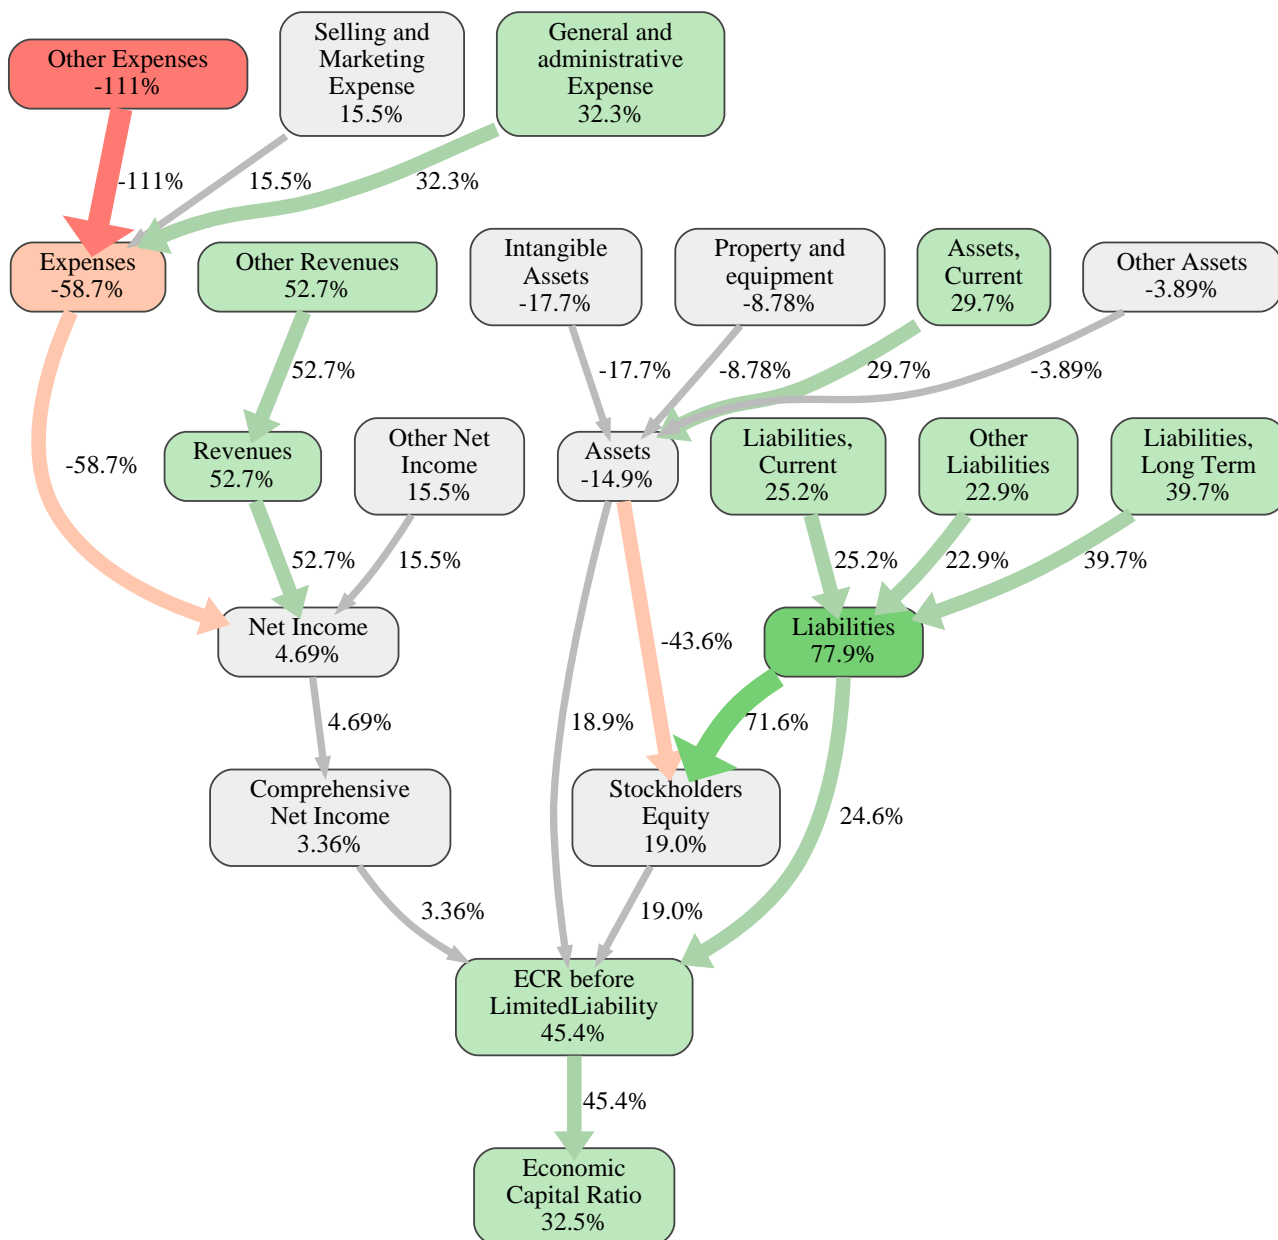 Other Expenses
-111%
Selling and
Marketing
Expense
15.5%
General and
administrative
Expense
32.3%
-111%
15.5%
32.3%
Expenses
-58.7%
Other Revenues
52.7%
Intangible
Assets
-17.7%
Property and
equipment
-8.78%
Assets,
Current
29.7%
Other Assets
-3.89%
52.7%
-17.7%
-8.78%
29.7%
-3.89%
-58.7%
Revenues
52.7%
Other Net
Income
15.5%
Assets
-14.9%
Liabilities,
Current
25.2%
Other
Liabilities
22.9%
Liabilities,
Long Term
39.7%
52.7%
15.5%
25.2%
22.9%
39.7%
Net Income
4.69%
-43.6%
Liabilities
77.9%
4.69%
18.9%
71.6%
Comprehensive
Net Income
3.36%
Stockholders
Equity
19.0%
24.6%
3.36%
19.0%
ECR before
LimitedLiability
45.4%
45.4%
Economic
Capital Ratio
32.5%